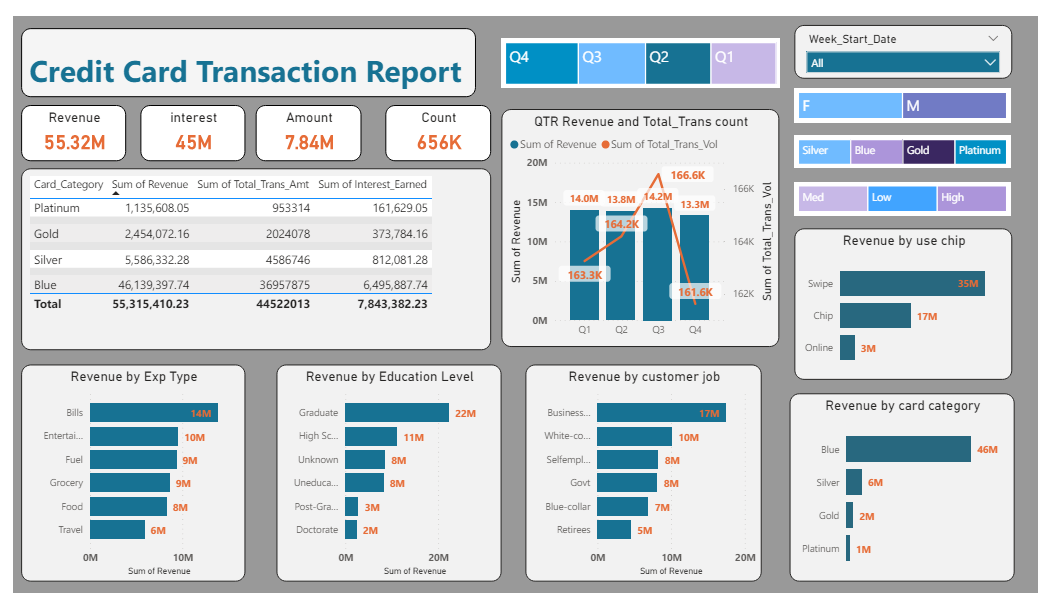 Credit Card Transaction Report
Q4 Q3 Q2 Q1
Week_Start_Date
All
F M
Silver Blue Gold Platinum
Med Low High
Revenue
55.32M
interest
45M
Amount
7.84M
Count
656K
Card_Category Sum of Revenue Sum of Total_Trans_Amt Sum of Interest_Earned
Platinum 1,135,608.05 953314 161,629.05
Gold 2,454,072.16 2024078 373,784.16
Silver 5,586,332.28 4586746 812,081.28
Blue 46,139,397.74 36957875 6,495,887.74
Total 55,315,410.23 44522013 7,843,382.23
QTR Revenue and Total_Trans count
Sum of Revenue Sum of Total_Trans_Vol
20M
15M
10M
5M
0M
Sum of Revenue
14.0M 13.8M 14.2M 13.3M
163.3K 164.2K 166.6K 161.6K
166K
164K
162K
Sum of Total_Trans_Vol
Q1 Q2 Q3 Q4
Revenue by use chip
Swipe 35M
Chip 17M
Online 3M
Revenue by Exp Type
Bills 14M
Entertai... 10M
Fuel 9M
Grocery 9M
Food 8M
Travel 6M
0M 10M
Sum of Revenue
Revenue by Education Level
Graduate 22M
High Sc... 11M
Unknown 8M
Uneduca... 8M
Post-Gra... 3M
Doctorate 2M
0M 20M
Sum of Revenue
Revenue by customer job
Business... 17M
White-co... 10M
Selfempl... 8M
Govt 8M
Blue-collar 7M
Retirees 5M
0M 10M 20M
Sum of Revenue
Revenue by card category
Blue 46M
Silver 6M
Gold 2M
Platinum 1M